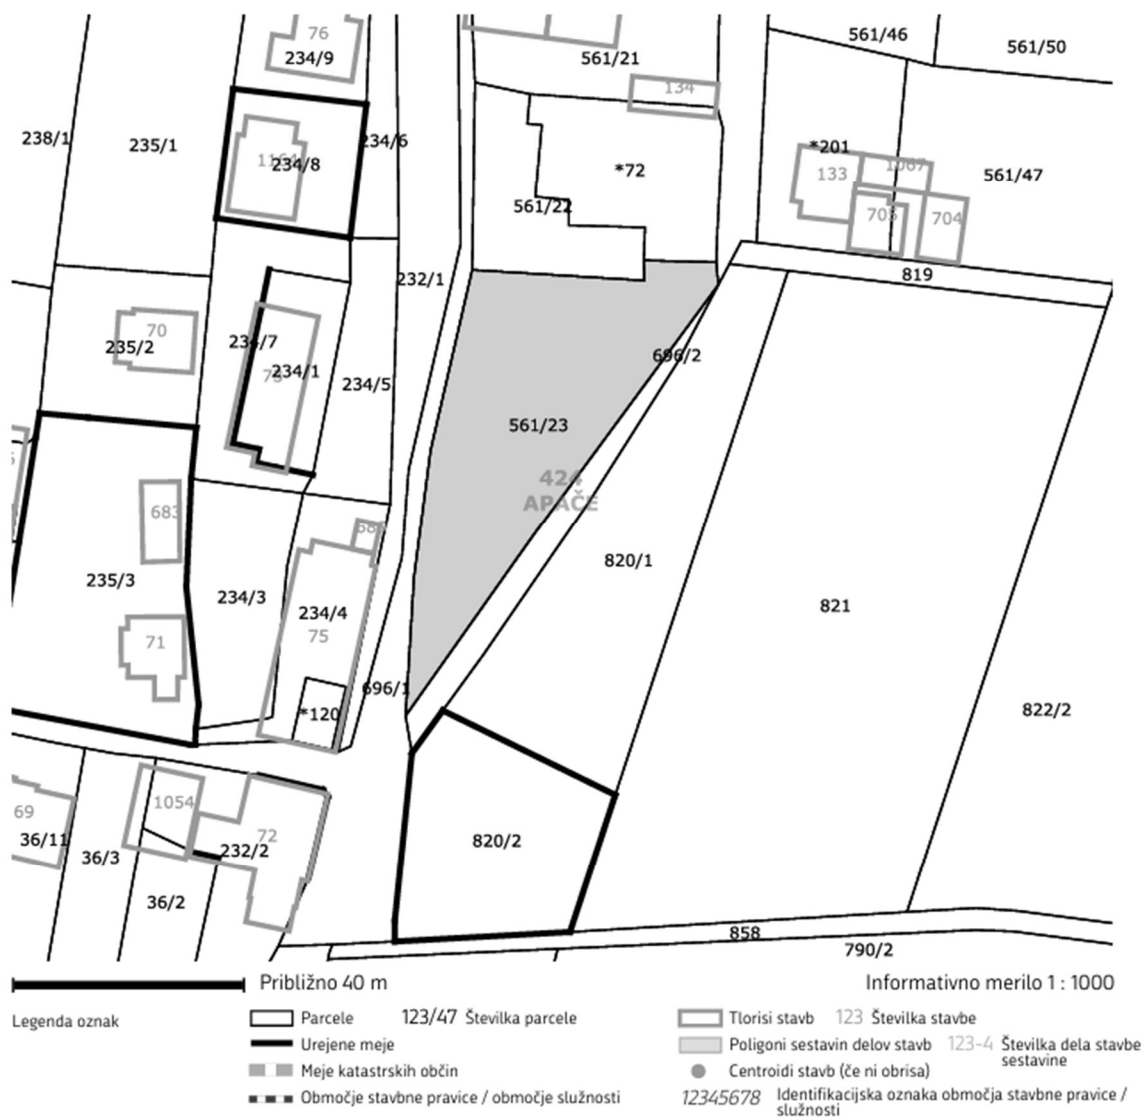 76
561/46
561/50
234/9
561/21
134
238/1
235/1
234/6
*201
1164
234/8
*72
133
1067
561/47
561/22
705
704
232/1
819
70
235/2
234/7
234/1
234/5
696/2
561/23
424
APAČE
683
820/1
235/3
234/3
234/4
75
821
71
696/1
*120
822/2
1054
69
72
36/11
36/3
232/2
820/2
36/2
858
790/2
Približno 40 m
Informativno merilo 1 : 1000
Legenda oznak
Parcele
123/47 Številka parcele
Urejene meje
Meje katastrskih občin
Območje stavbne pravice / območje služnosti
Tlorisi stavb
123 Številka stavbe
Poligoni sestavin delov stavb
123-4 Številka dela stavbe
sestavine
Centroidi stavb (če ni obrisa)
12345678 Identifikacijska oznaka območja stavbne pravice /
služnosti